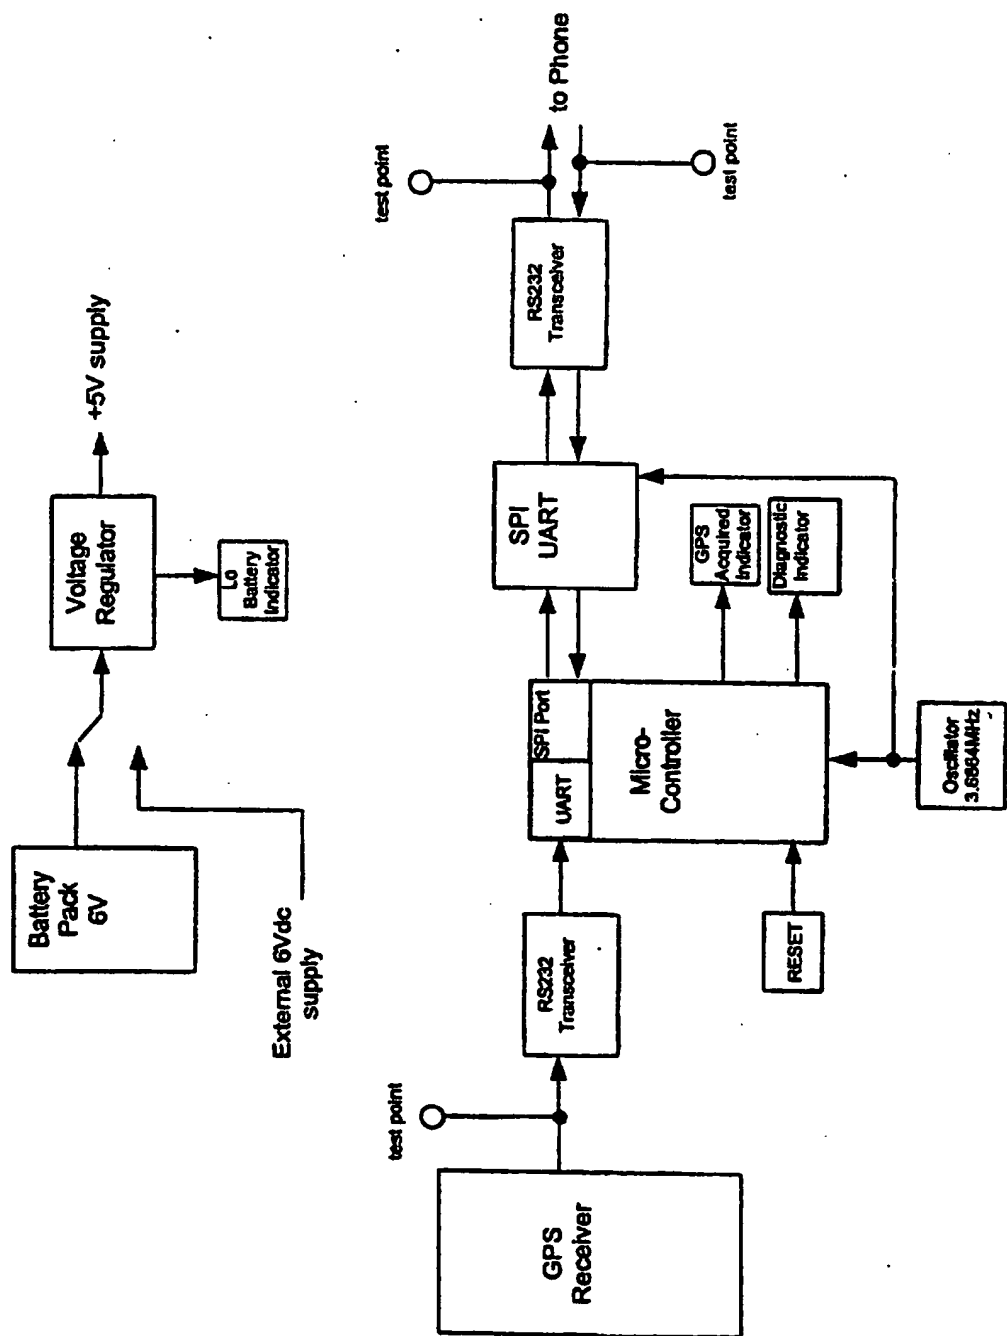 Battery
Pack
6V
External 6Vdc
supply
Voltage
Regulator
+5V supply
Lo
Battery
Indicator
test point
GPS
Receiver
RS232
Transceiver
UART
SPI Port
Micro-
Controller
RESET
Oscillator
3.6864MHz
SPI
UART
GPS
Acquired
Indicator
Diagnostic
Indicator
RS232
Transceiver
test point
to Phone
test point